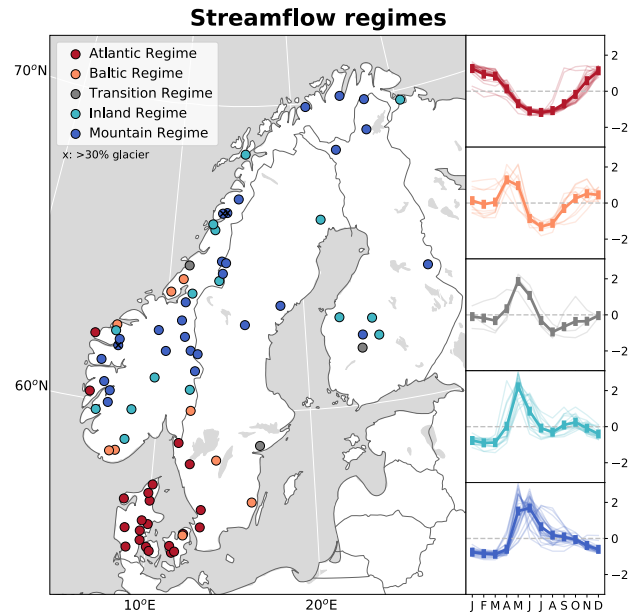 Streamflow regimes
70°N
60°N
10°E
20°E
Atlantic Regime
Baltic Regime
Transition Regime
Inland Regime
Mountain Regime
x: >30% glacier
2
0
−2
2
0
−2
2
0
−2
2
0
−2
2
0
−2
J F M A M J J A S O N D